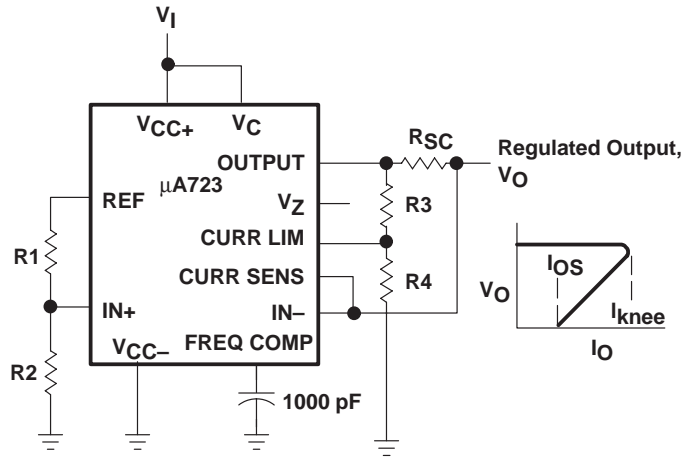 VI
VCC+
VC
OUTPUT
RSC
Regulated Output,
VO
μA723
REF
VZ
R3
R1
CURR LIM
CURR SENS
R4
IN+
IN−
VCC−
FREQ COMP
R2
1000 pF
IOS
VO
Iknee
IO